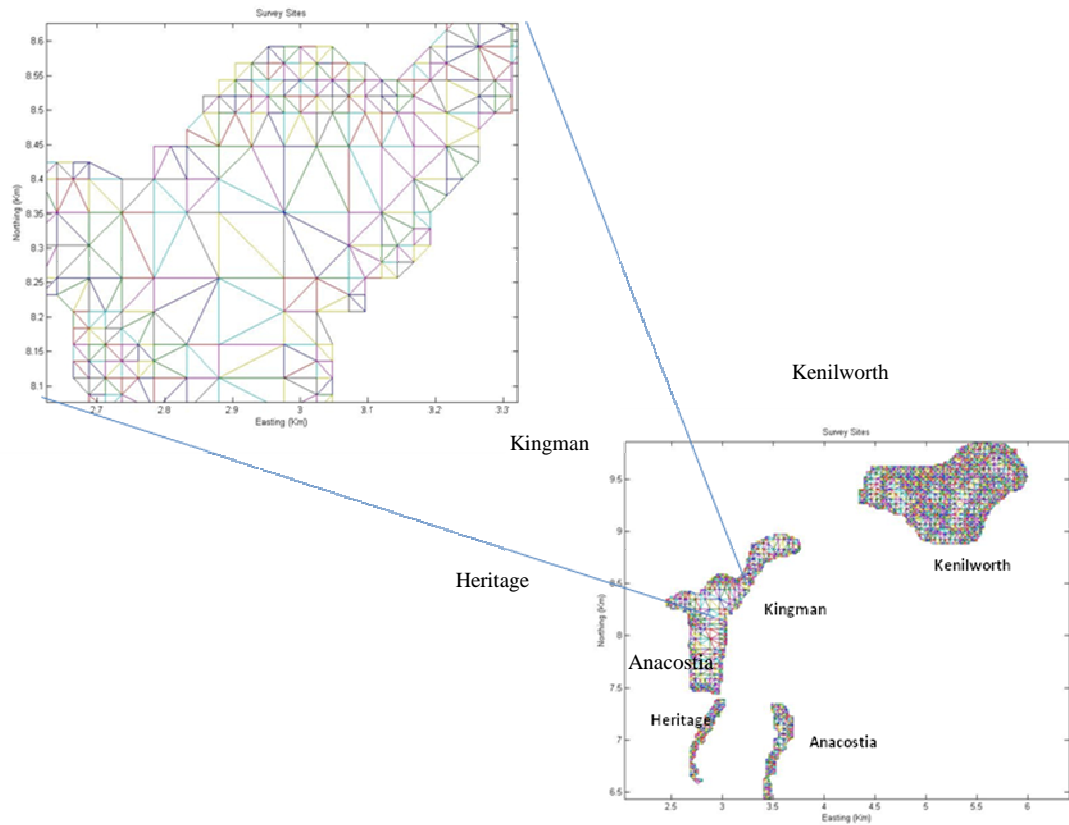 Survey Sites
8.6
8.55
8.5
8.45
8.4
8.35
8.3
8.25
8.2
8.15
8.1
Northing (Km)
2.7 2.8 2.9 3 3.1 3.2 3.3
Easting (Km)
Kenilworth
Kingman
Heritage
Anacostia
Survey Sites
9.5
9
8.5
8
7.5
7
6.5
Northing (Km)
Kenilworth
Kingman
Heritage
Anacostia
2.5 3 3.5 4 4.5 5 5.5 6
Easting (Km)